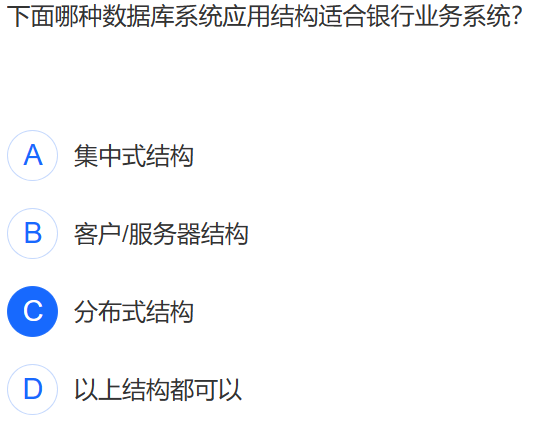 下面哪种数据库系统应用结构适合银行业务系统？
A 集中式结构
B 客户/服务器结构
C 分布式结构
D 以上结构都可以